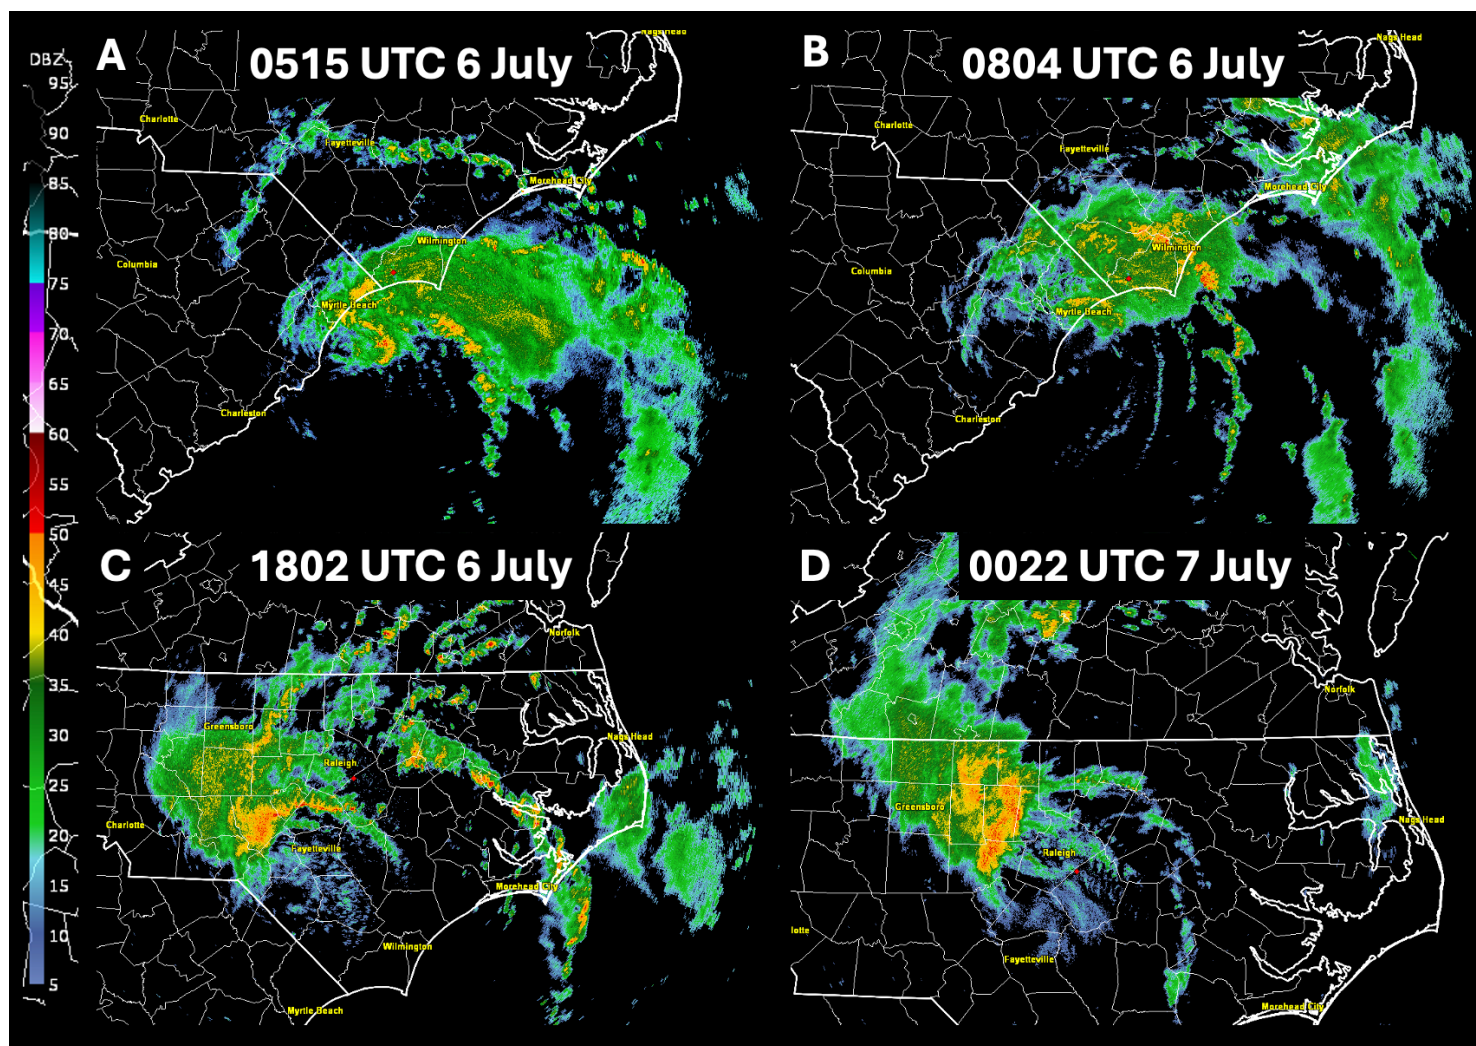 DBZ
95
90
85
80
75
70
65
60
55
50
45
40
35
30
25
20
15
10
5
A
0515 UTC 6 July
Nags Head
Charlotte
Fayetteville
Morehead City
Wilmington
Columbia
Myrtle Beach
Charleston
B
0804 UTC 6 July
Nags Head
Charlotte
Fayetteville
Morehead City
Wilmington
Columbia
Myrtle Beach
Charleston
C
1802 UTC 6 July
Norfolk
Greensboro
Nags Head
Raleigh
Charlotte
Fayetteville
Morehead City
Wilmington
Myrtle Beach
D
0022 UTC 7 July
Norfolk
Greensboro
Nags Head
Raleigh
lotte
Fayetteville
Morehead City